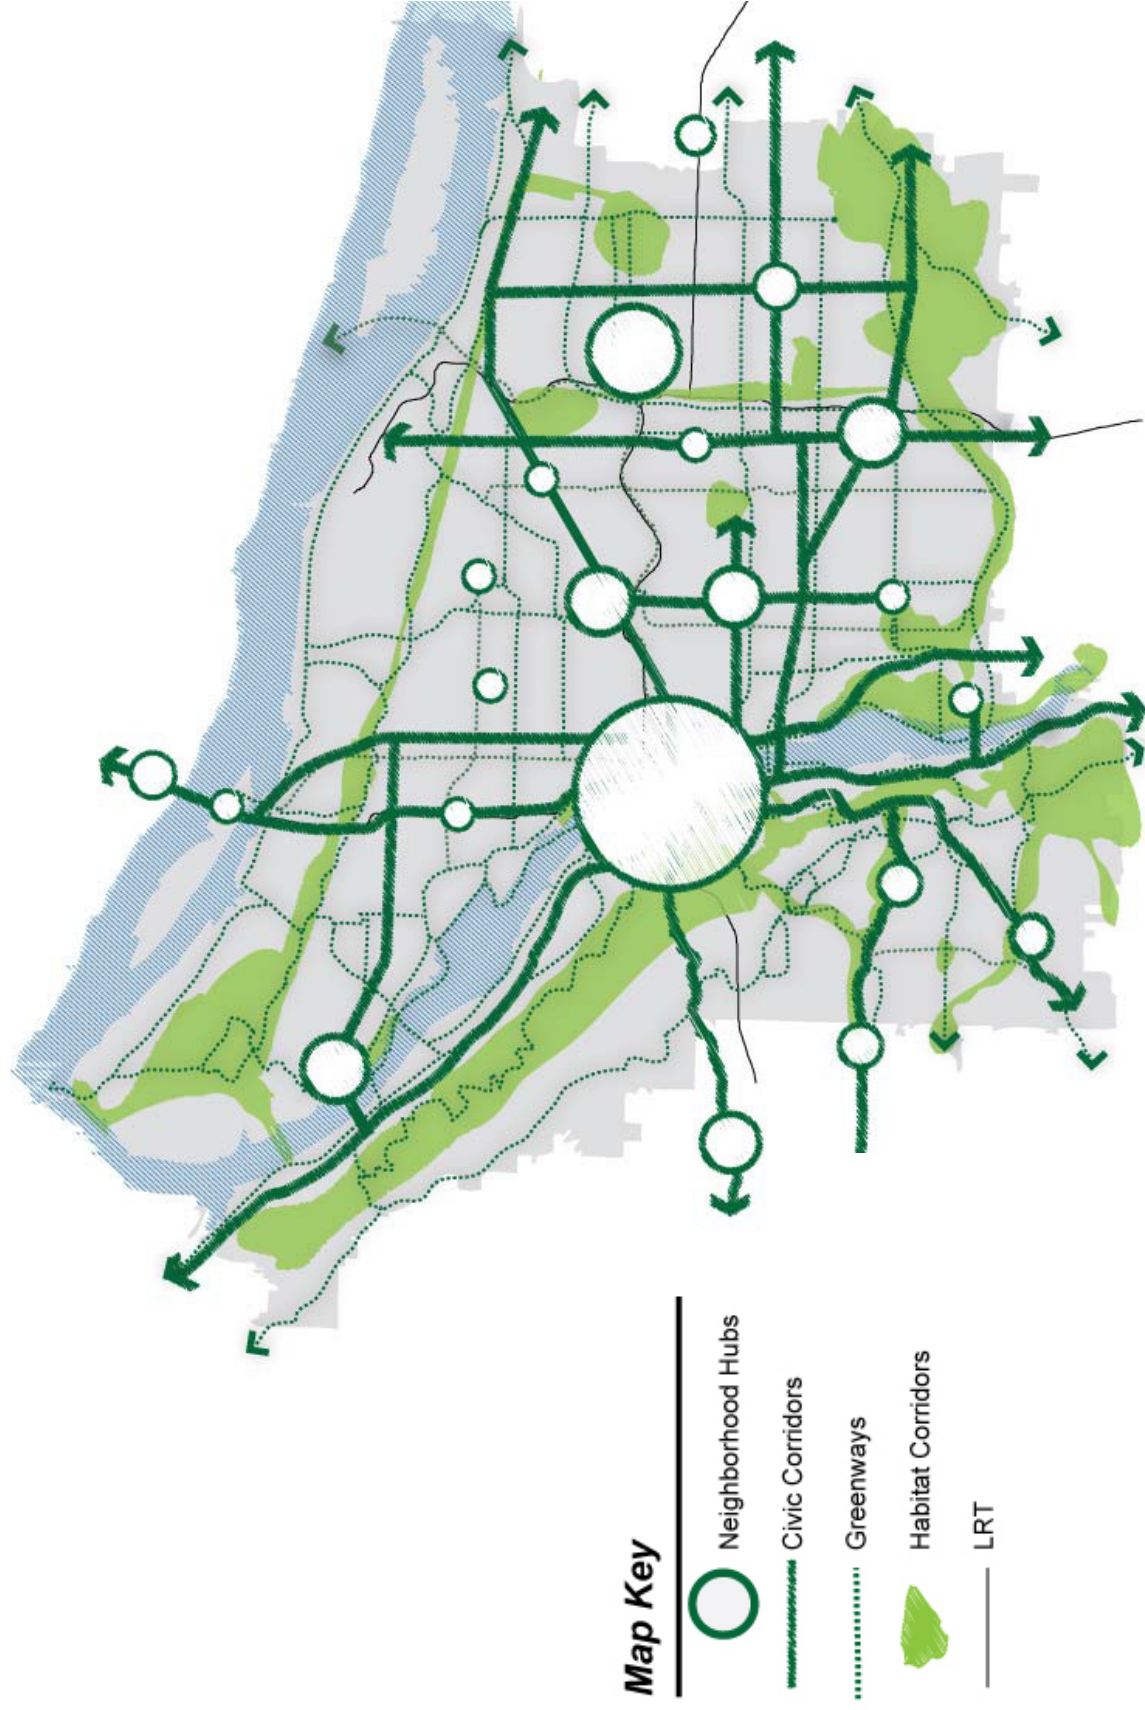 Map Key
Neighborhood Hubs
Civic Corridors
Greenways
Habitat Corridors
LRT